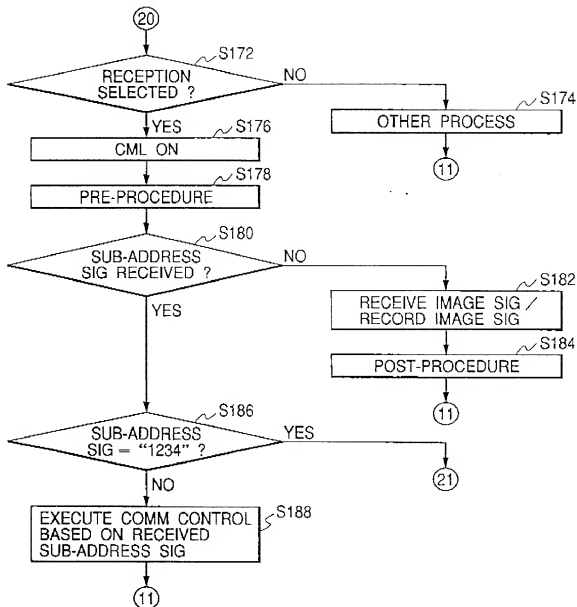 20
S172
RECEPTION
SELECTED ?
NO
S174
OTHER PROCESS
11
YES
S176
CML ON
S178
PRE-PROCEDURE
S180
SUB-ADDRESS
SIG RECEIVED ?
NO
S182
RECEIVE IMAGE SIG /
RECORD IMAGE SIG
S184
POST-PROCEDURE
11
YES
S186
SUB-ADDRESS
SIG = “1234” ?
YES
21
NO
S188
EXECUTE COMM CONTROL
BASED ON RECEIVED
SUB-ADDRESS SIG
11